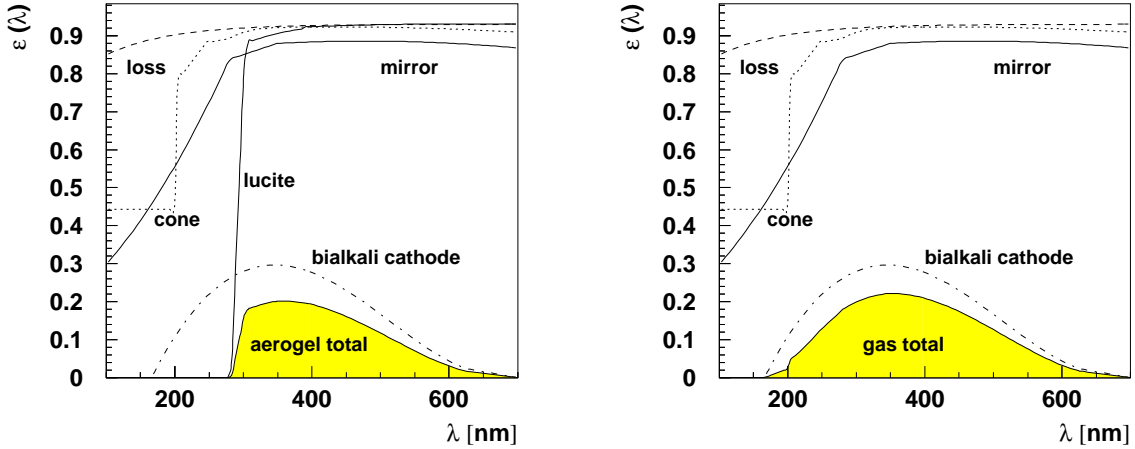 ε (λ)
0.9
0.8
0.7
0.6
0.5
0.4
0.3
0.2
0.1
0
loss
mirror
lucite
cone
bialkali cathode
aerogel total
200
400
600
λ [nm]
ε (λ)
0.9
0.8
0.7
0.6
0.5
0.4
0.3
0.2
0.1
0
loss
mirror
cone
bialkali cathode
gas total
200
400
600
λ [nm]